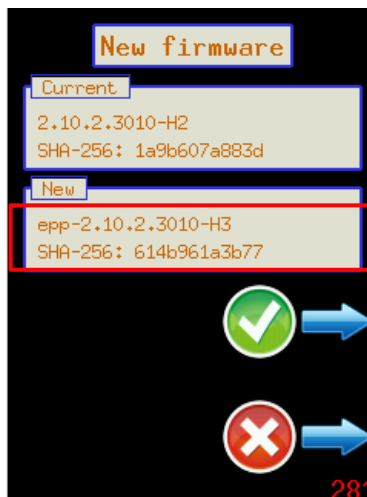 New firmware
Current
2.10.2.3010-H2
SHA-256: 1a9b607a883d
New
epp-2.10.2.3010-H3
SHA-256: 614b961a3b77